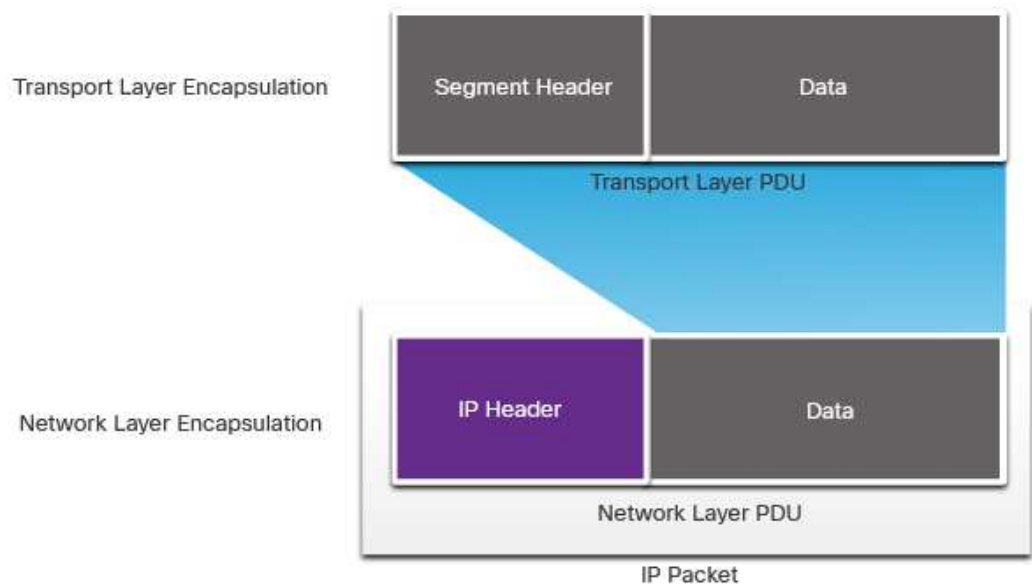 Transport Layer Encapsulation
Segment Header
Data
Transport Layer PDU
Network Layer Encapsulation
IP Header
Data
Network Layer PDU
IP Packet